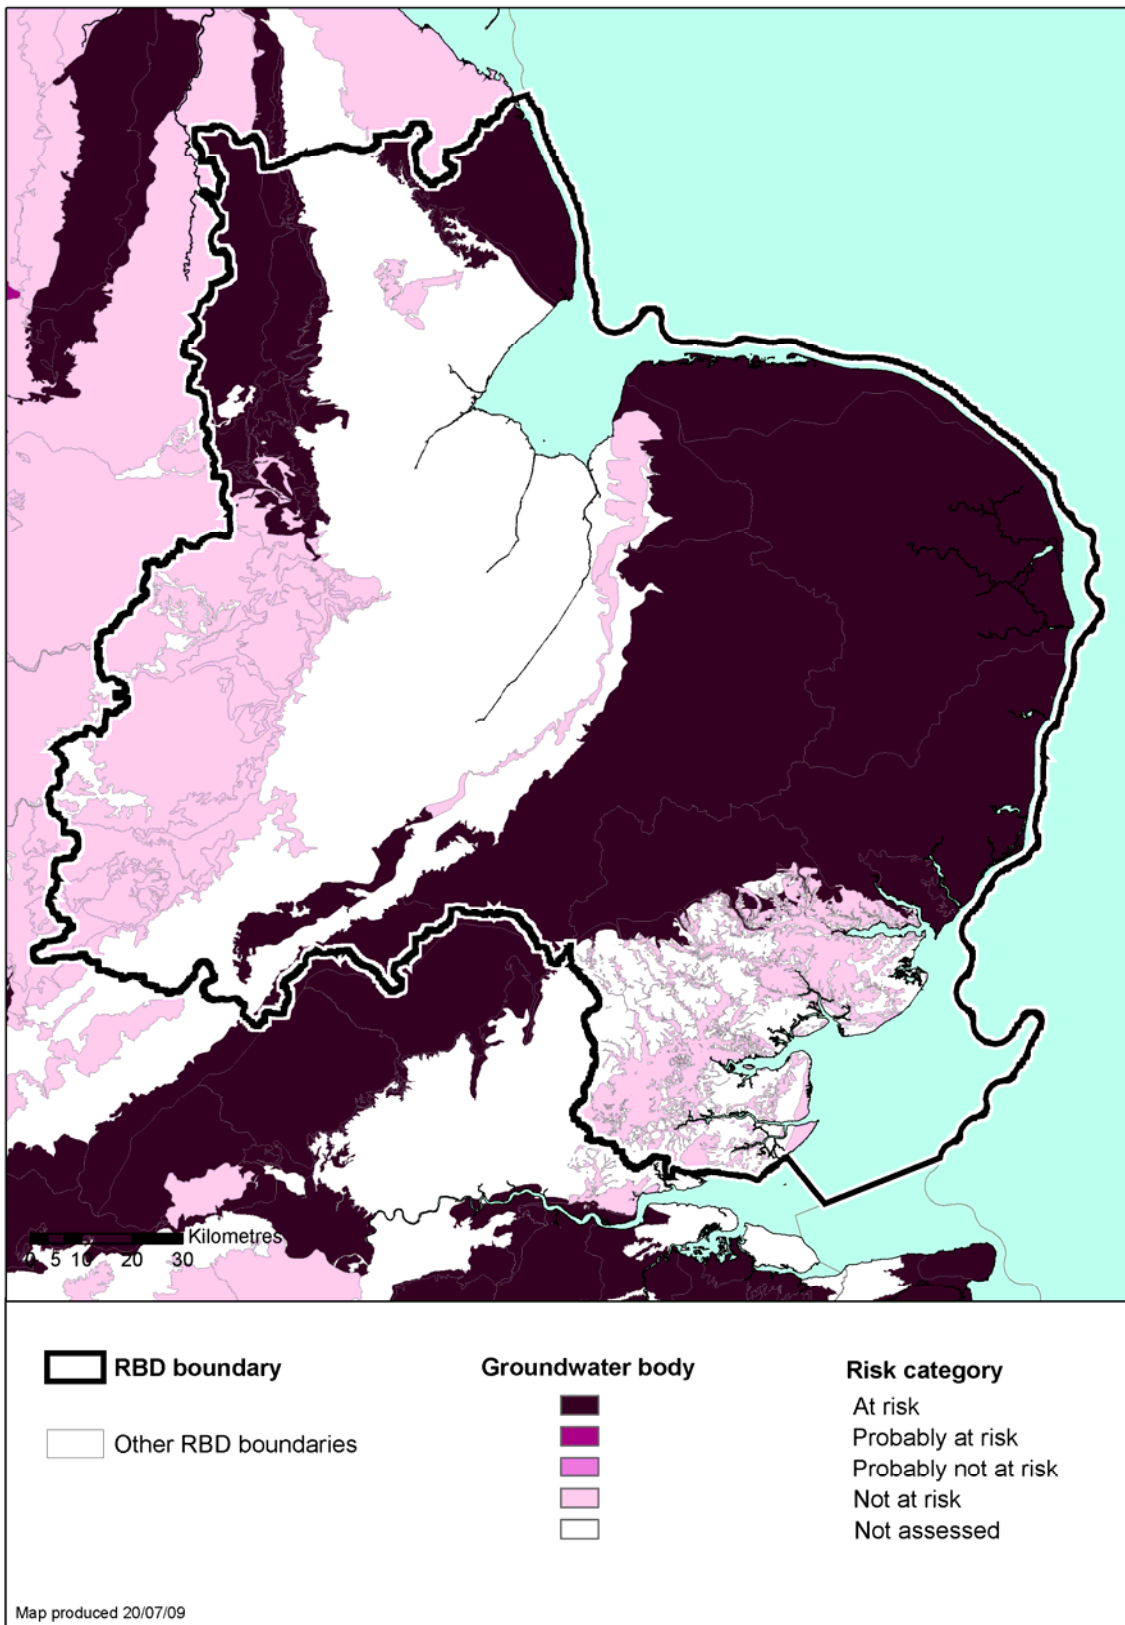 Kilometres
0 5 10 20 30
RBD boundary
Other RBD boundaries
Groundwater body
Risk category
At risk
Probably at risk
Probably not at risk
Not at risk
Not assessed
Map produced 20/07/09